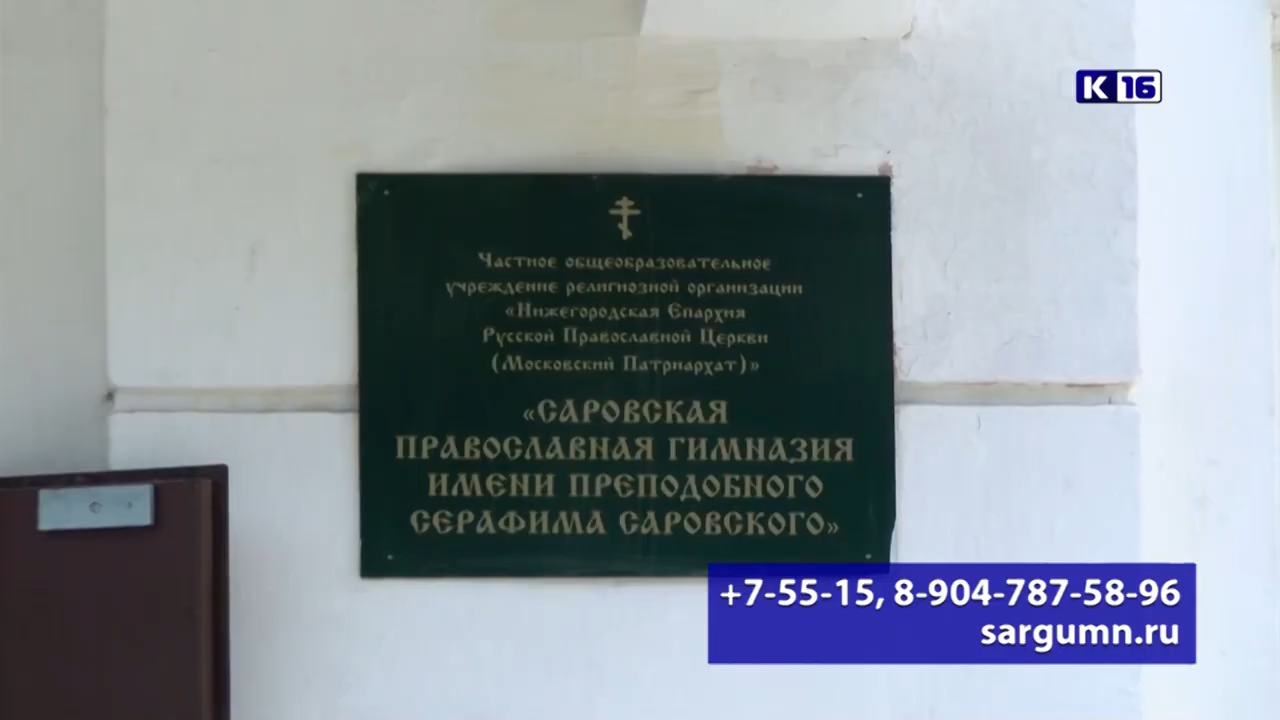 К 16
Частное общеобразовательное
учреждение религиозной организации
«Нижегородская Епархия
Русской Православной Церкви
(Московский Патриархат)»
«САРОВСКАЯ
ПРАВОСЛАВНАЯ ГИМНАЗИЯ
ИМЕНИ ПРЕПОДОБНОГО
СЕРАФИМА САРОВСКОГО»
+7-55-15, 8-904-787-58-96
sargumn.ru